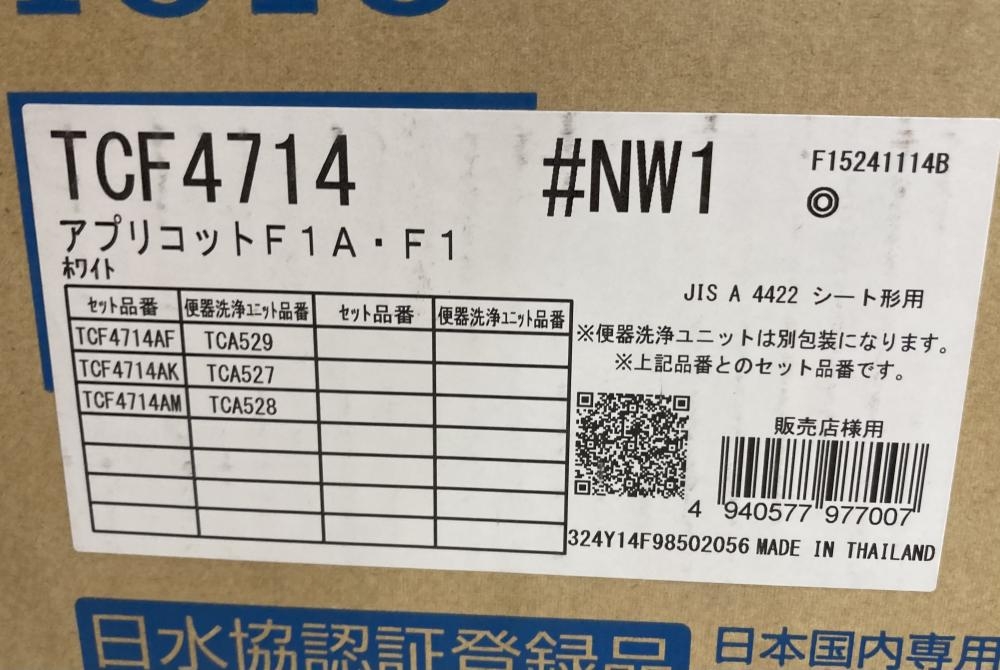 TCF4714 #NW1 F15241114B
◎
アプリコットF1A・F1
ホワイト
JIS A 4422 シート形用
セット品番 便器洗浄ユニット品番 セット品番 便器洗浄ユニット品番
TCF4714AF TCA529
TCF4714AK TCA527
TCF4714AM TCA528
※便器洗浄ユニットは別包装になります。
※上記品番とのセット品番です。
販売店様用
4 940577 977007
324Y14F98502056 MADE IN THAILAND
日水協認証登録品 日本国内専用